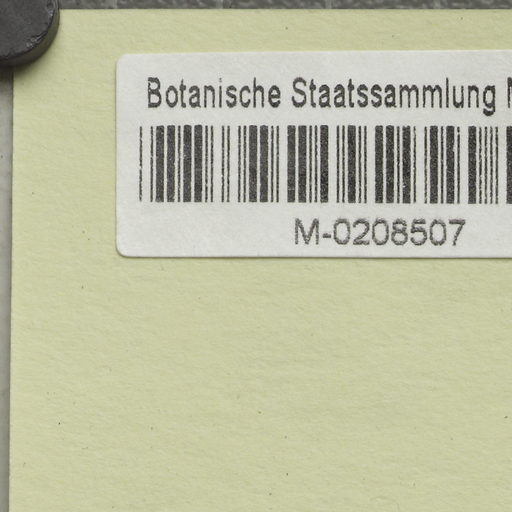 Botanische Staatssammlung
M-0208507